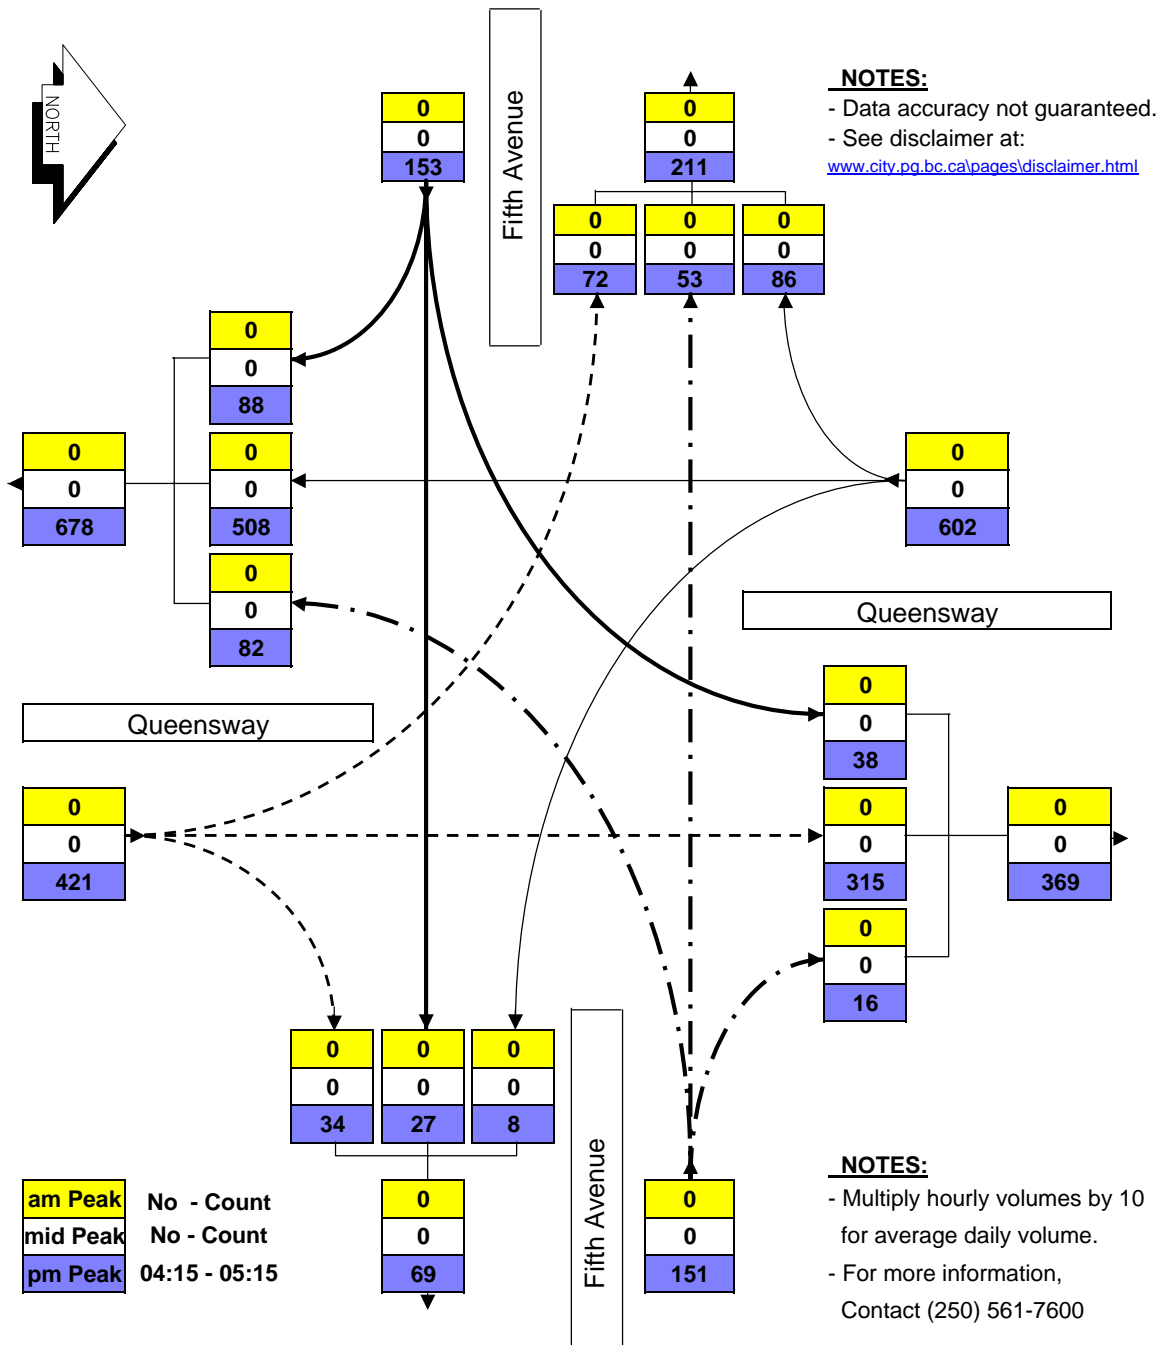 NORTH
Fifth Avenue
NOTES:
- Data accuracy not guaranteed.
- See disclaimer at:
www.city.pg.bc.ca\pages\disclaimer.html
0
0
153
0
0
211
0 0 0
0 0 0
72 53 86
0
0
88
0
0
678
0
0
508
0
0
602
0
0
82
Queensway
Queensway
0
0
38
0
0
421
0
0
315
0
0
369
0
0
16
0 0 0
0 0 0
34 27 8
Fifth Avenue
am Peak No - Count
mid Peak No - Count
pm Peak 04:15 - 05:15
0
0
69
0
0
151
NOTES:
- Multiply hourly volumes by 10
for average daily volume.
- For more information,
Contact (250) 561-7600